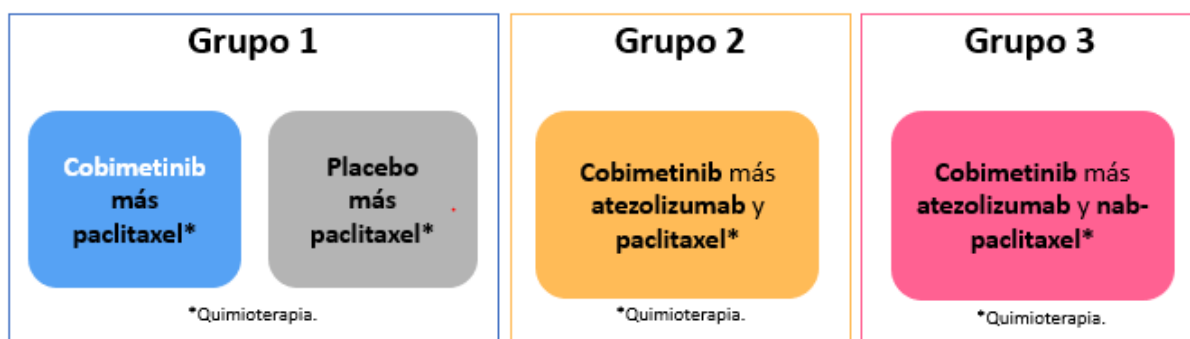 Grupo 1
Cobimetinib
más
paclitaxel*
Placebo
más
paclitaxel*
*Quimioterapia.
Grupo 2
Cobimetinib más
atezolizumab y
paclitaxel*
*Quimioterapia.
Grupo 3
Cobimetinib más
atezolizumab y nab-
paclitaxel*
*Quimioterapia.